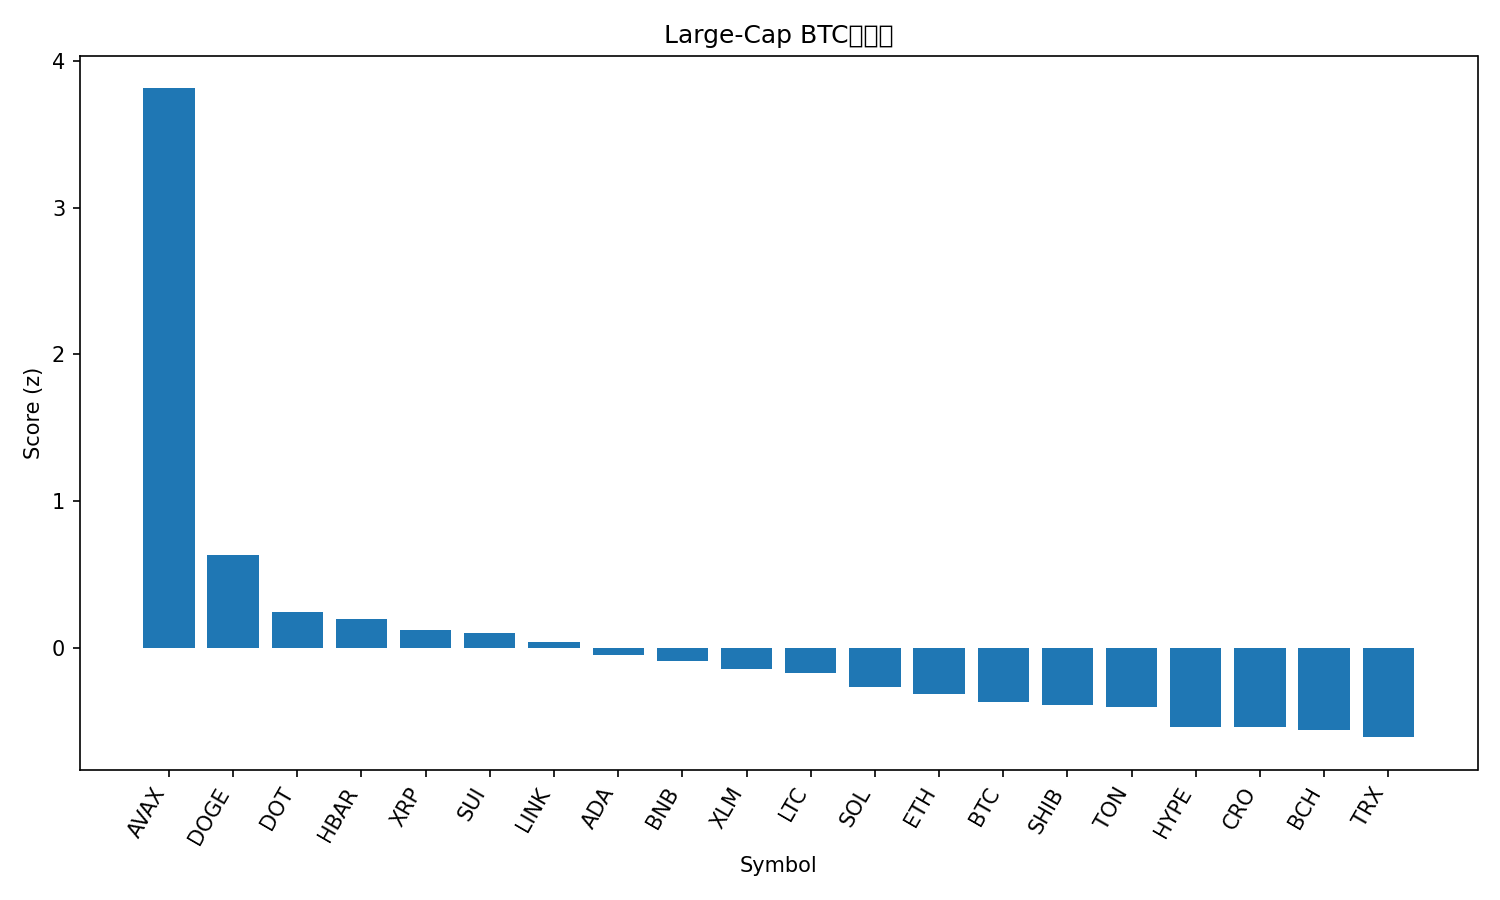 Large-Cap BTC
4
3
2
1
0
Score (z)
AVAX
DOGE
DOT
HBAR
XRP
SUI
LINK
ADA
BNB
XLM
LTC
SOL
ETH
BTC
SHIB
TON
HYPE
CRO
BCH
TRX
Symbol